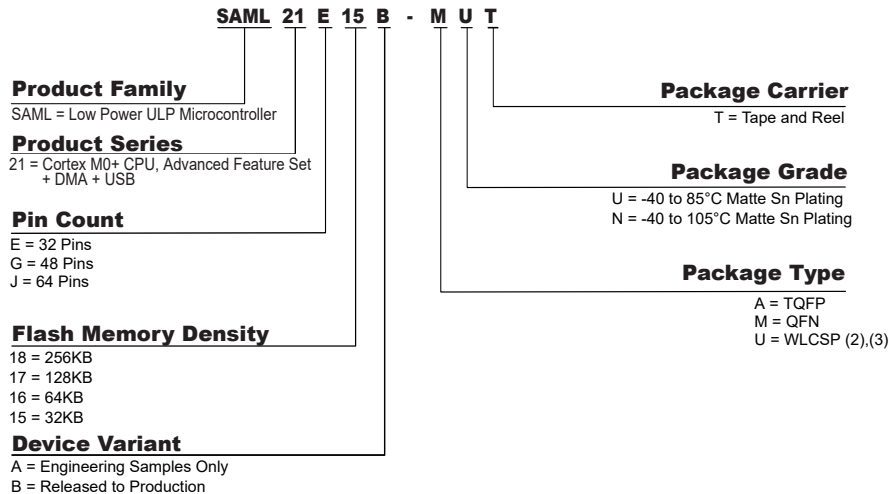 SAML 21 E 15 B - M U T
Product Family
SAML = Low Power ULP Microcontroller
Product Series
21 = Cortex M0+ CPU, Advanced Feature Set
+ DMA + USB
Pin Count
E = 32 Pins
G = 48 Pins
J = 64 Pins
Flash Memory Density
18 = 256KB
17 = 128KB
16 = 64KB
15 = 32KB
Device Variant
A = Engineering Samples Only
B = Released to Production
Package Carrier
T = Tape and Reel
Package Grade
U = -40 to 85°C Matte Sn Plating
N = -40 to 105°C Matte Sn Plating
Package Type
A = TQFP
M = QFN
U = WLCSP (2),(3)